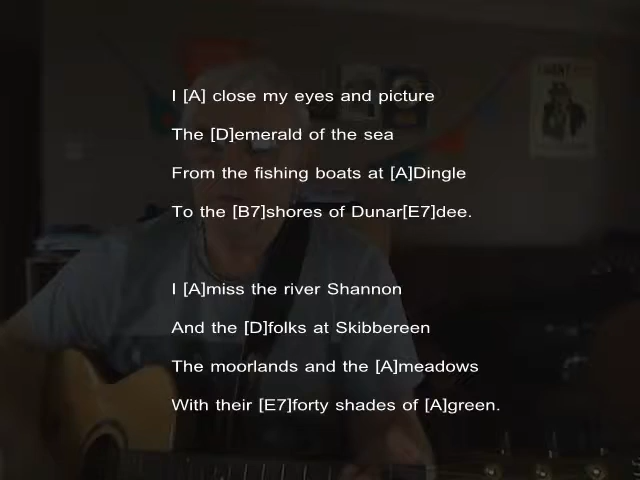 I [A] close my eyes and picture
The [D]emerald of the sea
From the fishing boats at [A]Dingle
To the [B7]shores of Dunar[E7]dee.
I [A]miss the river Shannon
And the [D]folks at Skibbereen
The moorlands and the [A]meadows
With their [E7]forty shades of [A]green.